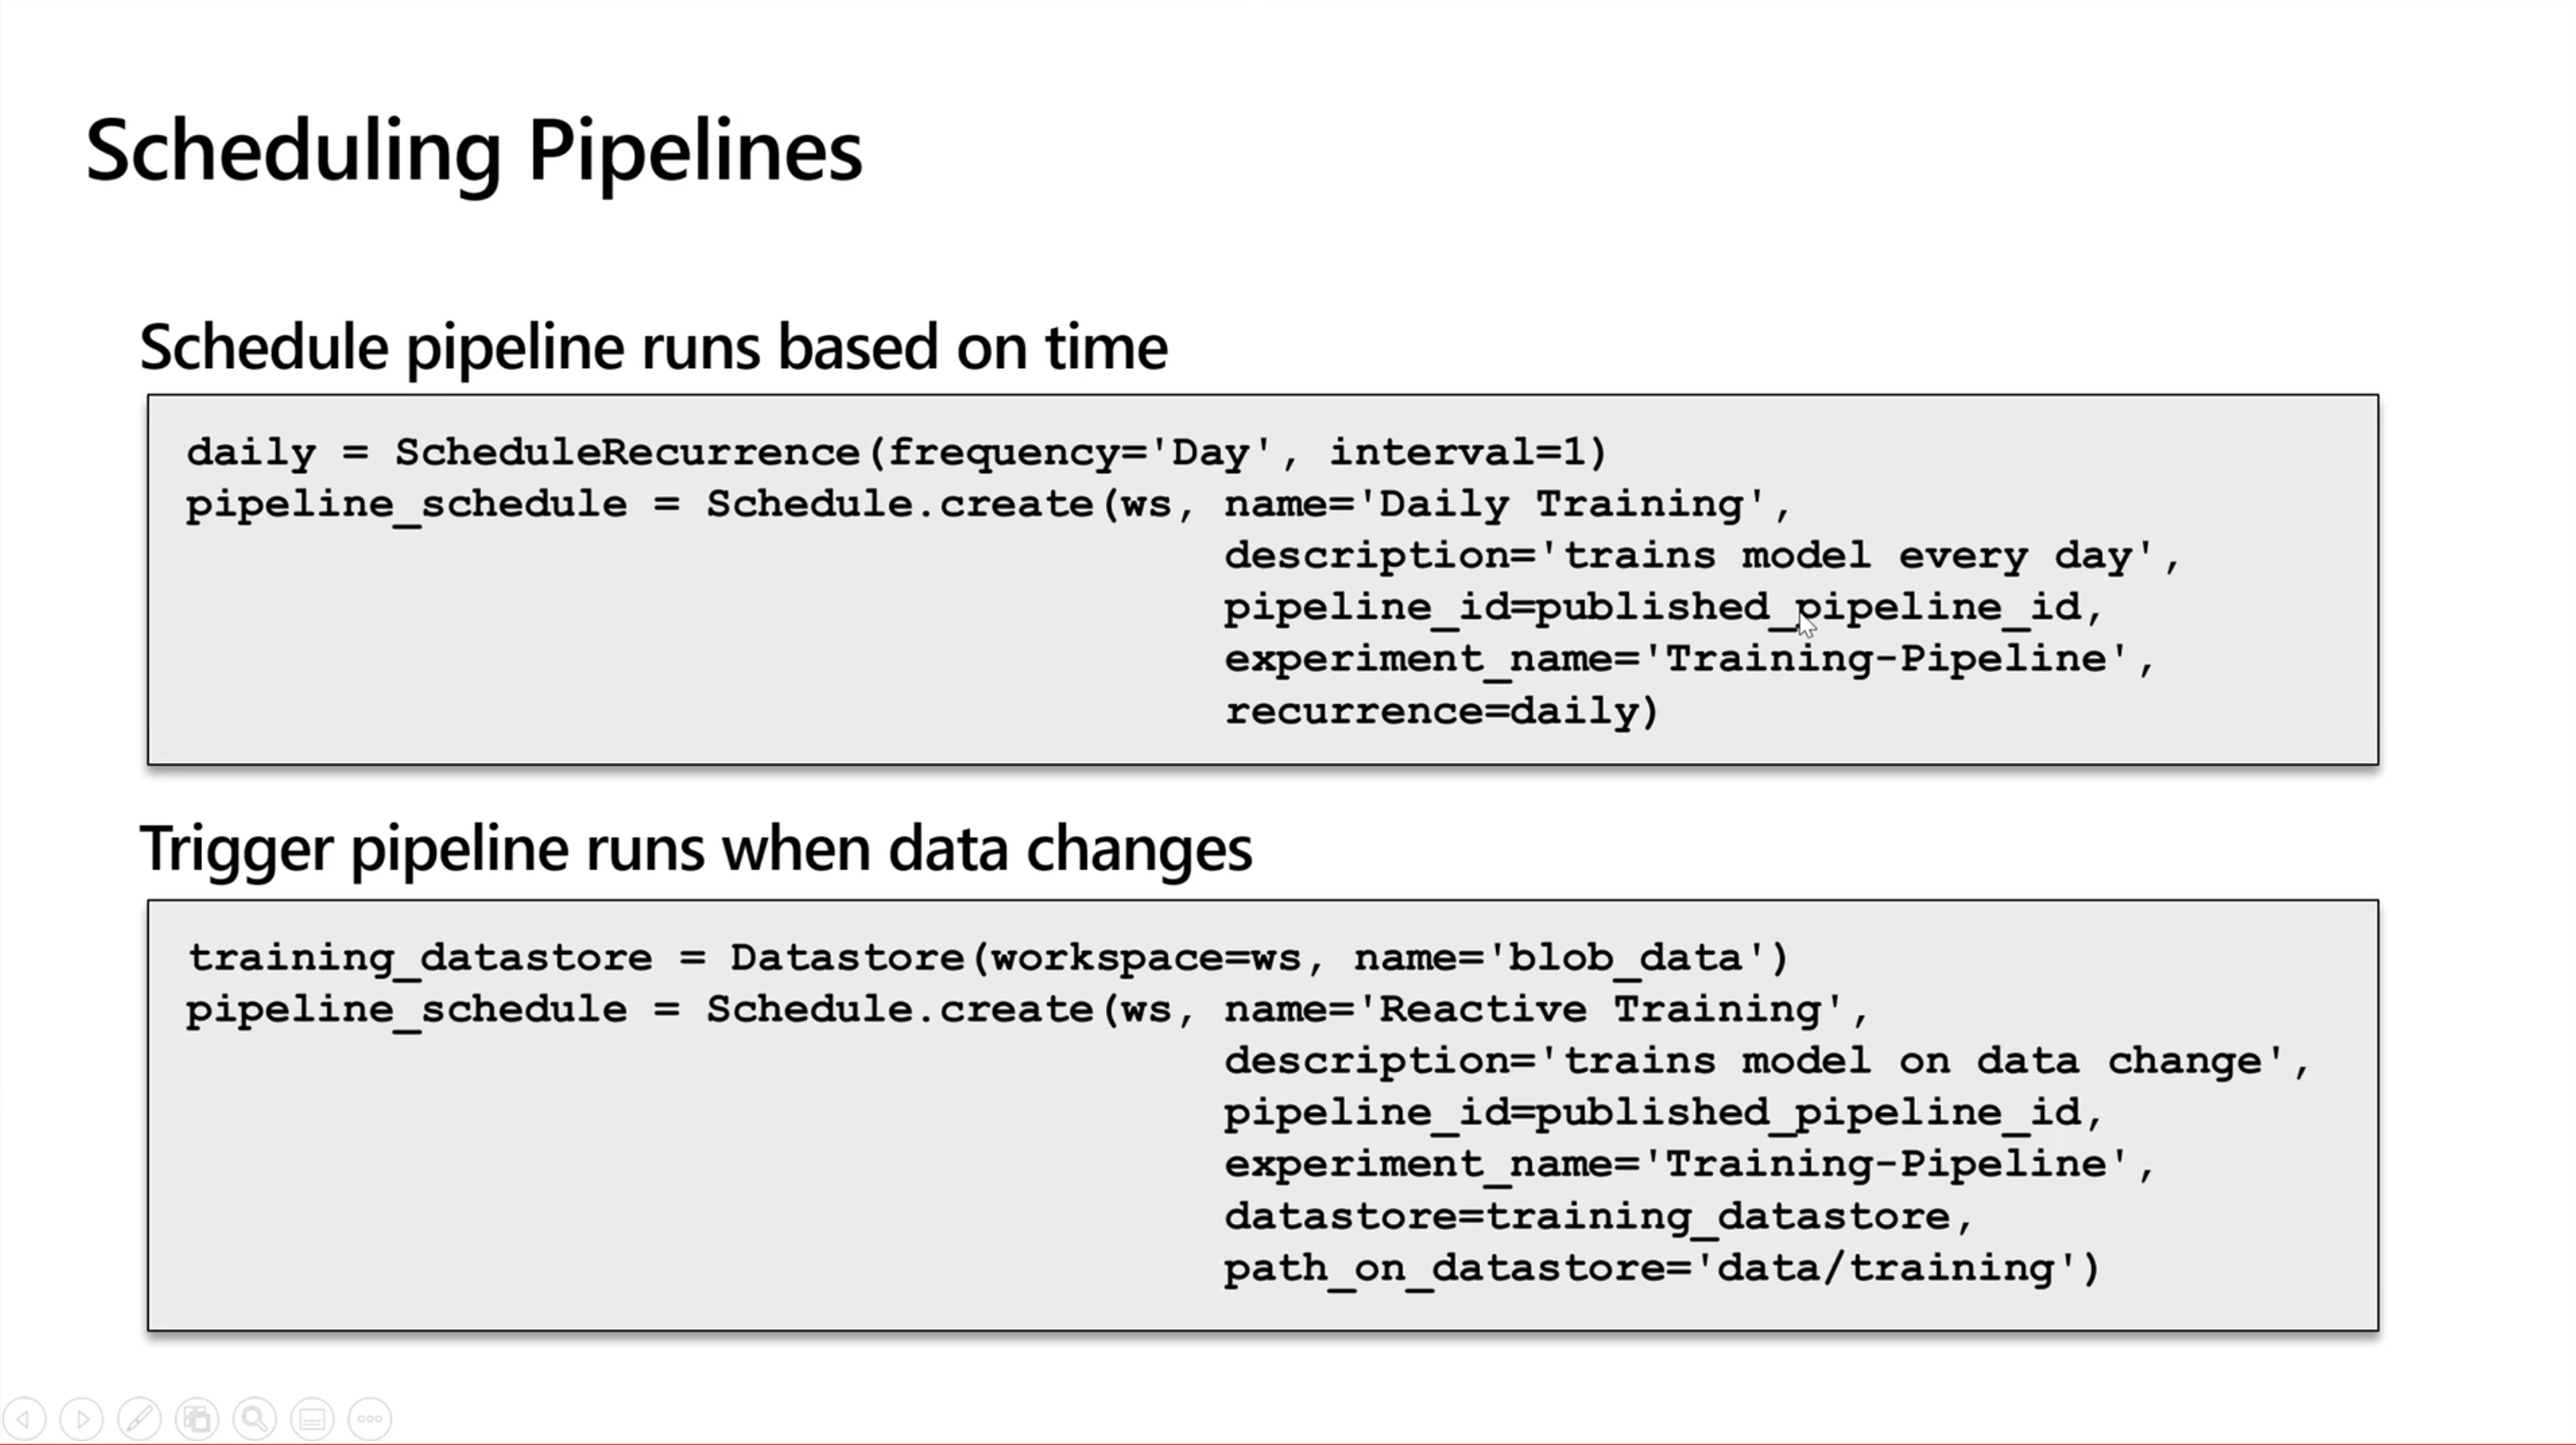 Scheduling Pipelines
Schedule pipeline runs based on time
daily = ScheduleRecurrence(frequency='Day', interval=1)
pipeline_schedule = Schedule.create(ws, name='Daily Training',
description='trains model every day',
pipeline_id=published_pipeline_id,
experiment_name='Training-Pipeline',
recurrence=daily)
Trigger pipeline runs when data changes
training_datastore = Datastore(workspace=ws, name='blob_data')
pipeline_schedule = Schedule.create(ws, name='Reactive Training',
description='trains model on data change',
pipeline_id=published_pipeline_id,
experiment_name='Training-Pipeline',
datastore=training_datastore,
path_on_datastore='data/training')